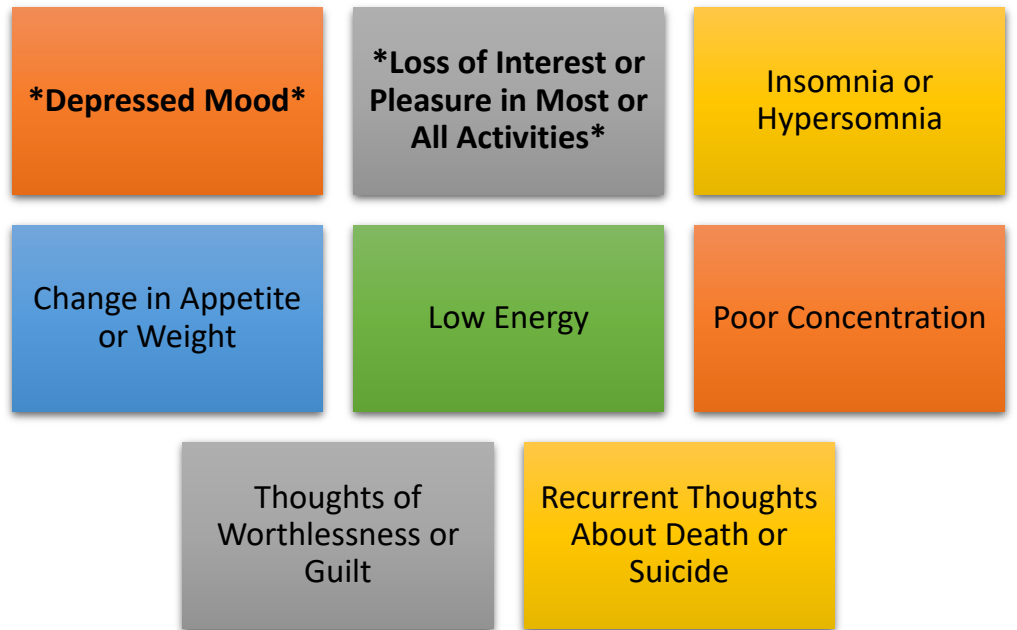 *Depressed Mood*
*Loss of Interest or
Pleasure in Most or
All Activities*
Insomnia or
Hypersomnia
Change in Appetite
or Weight
Low Energy
Poor Concentration
Thoughts of
Worthlessness or
Guilt
Recurrent Thoughts
About Death or
Suicide